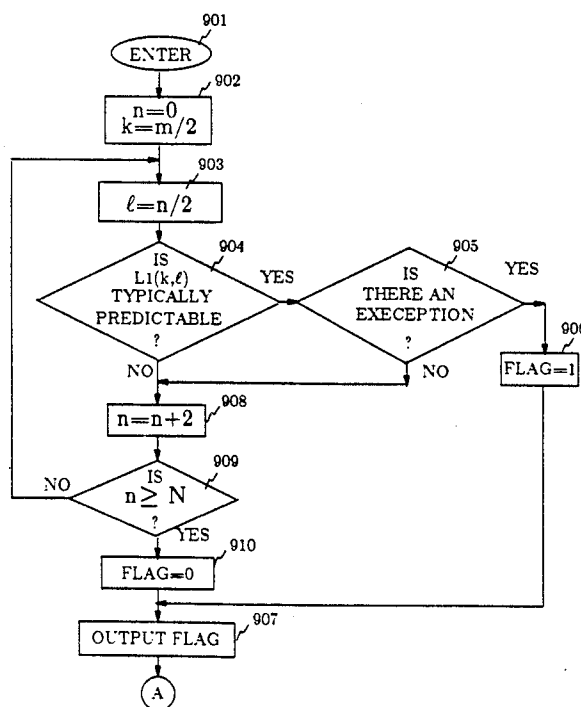 901
ENTER
902
n=0
k=m/2
903
ℓ=n/2
904
IS
L1(k,ℓ)
TYPICALLY
PREDICTABLE
?
YES
NO
905
IS
THERE AN
EXECEPTION
?
YES
NO
906
FLAG=1
908
n=n+2
909
IS
n ≥ N
?
NO
YES
910
FLAG=0
907
OUTPUT FLAG
A